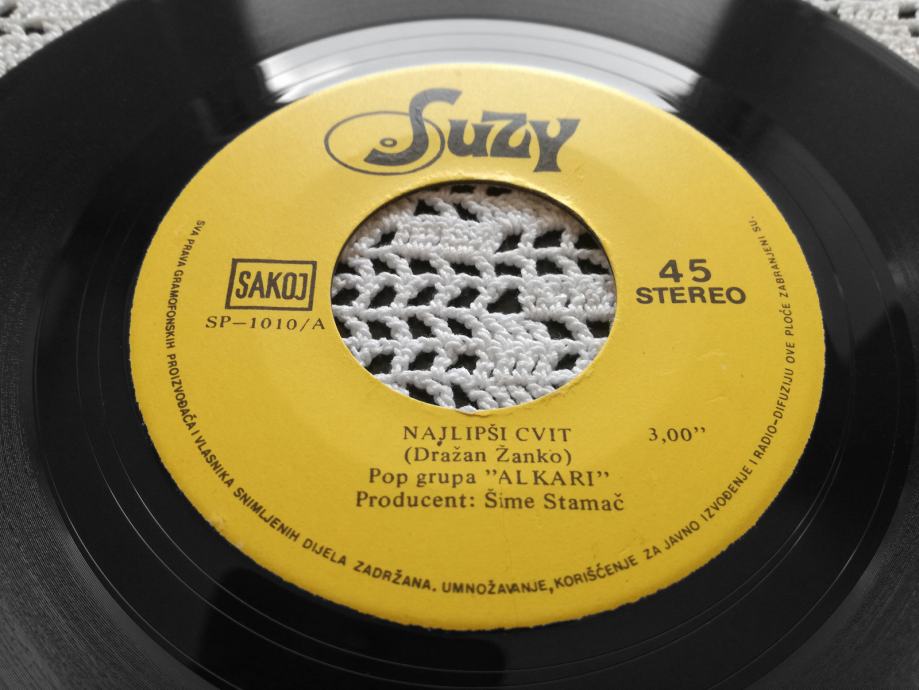 Suzy
SAKOJ
SP-1010/A
45
STEREO
NAJLIPŠI CVIT 3,00"
(Dražan Žanko)
Pop grupa "ALKARI"
Producent: Šime Stamać
SVA PRAVA GRAMOFONSKIH PROIZVOĐAČA I VLASNIKA SNIMLJENIH DIJELA ZADRŽANA. UMNOŽAVANJE, KORIŠĆENJE ZA JAVNO IZVOĐENJE I RADIO-DIFUZIJU OVE PLOČE ZABRANJENI SU.